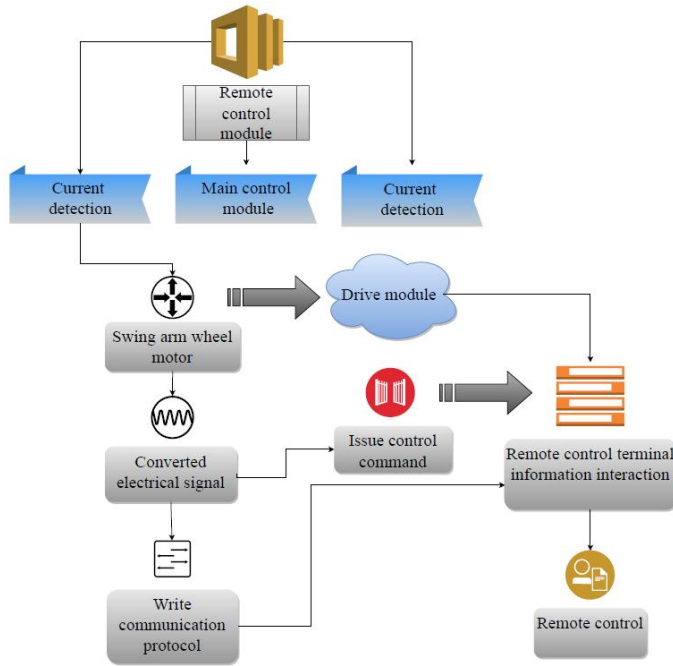 Remote
control
module
Current
detection
Main control
module
Current
detection
Drive module
Swing arm wheel
motor
Issue control
command
Converted
electrical signal
Remote control terminal
information interaction
Write
communication
protocol
Remote control